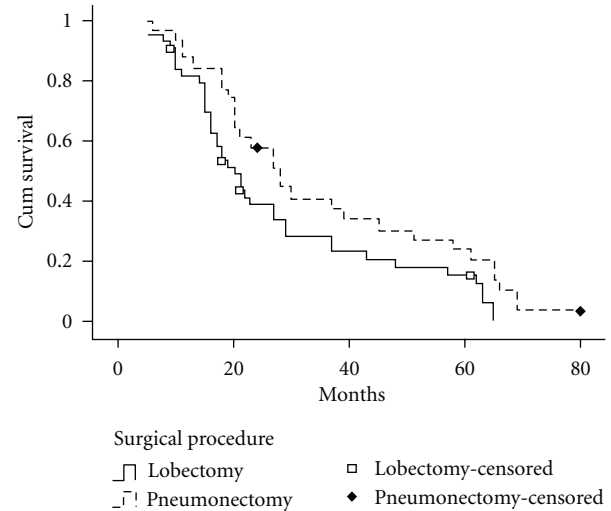 1
0.8
0.6
0.4
0.2
0
Cum survival
0 20 40 60 80
Months
Surgical procedure
Lobectomy
Pneumonectomy
Lobectomy-censored
Pneumonectomy-censored